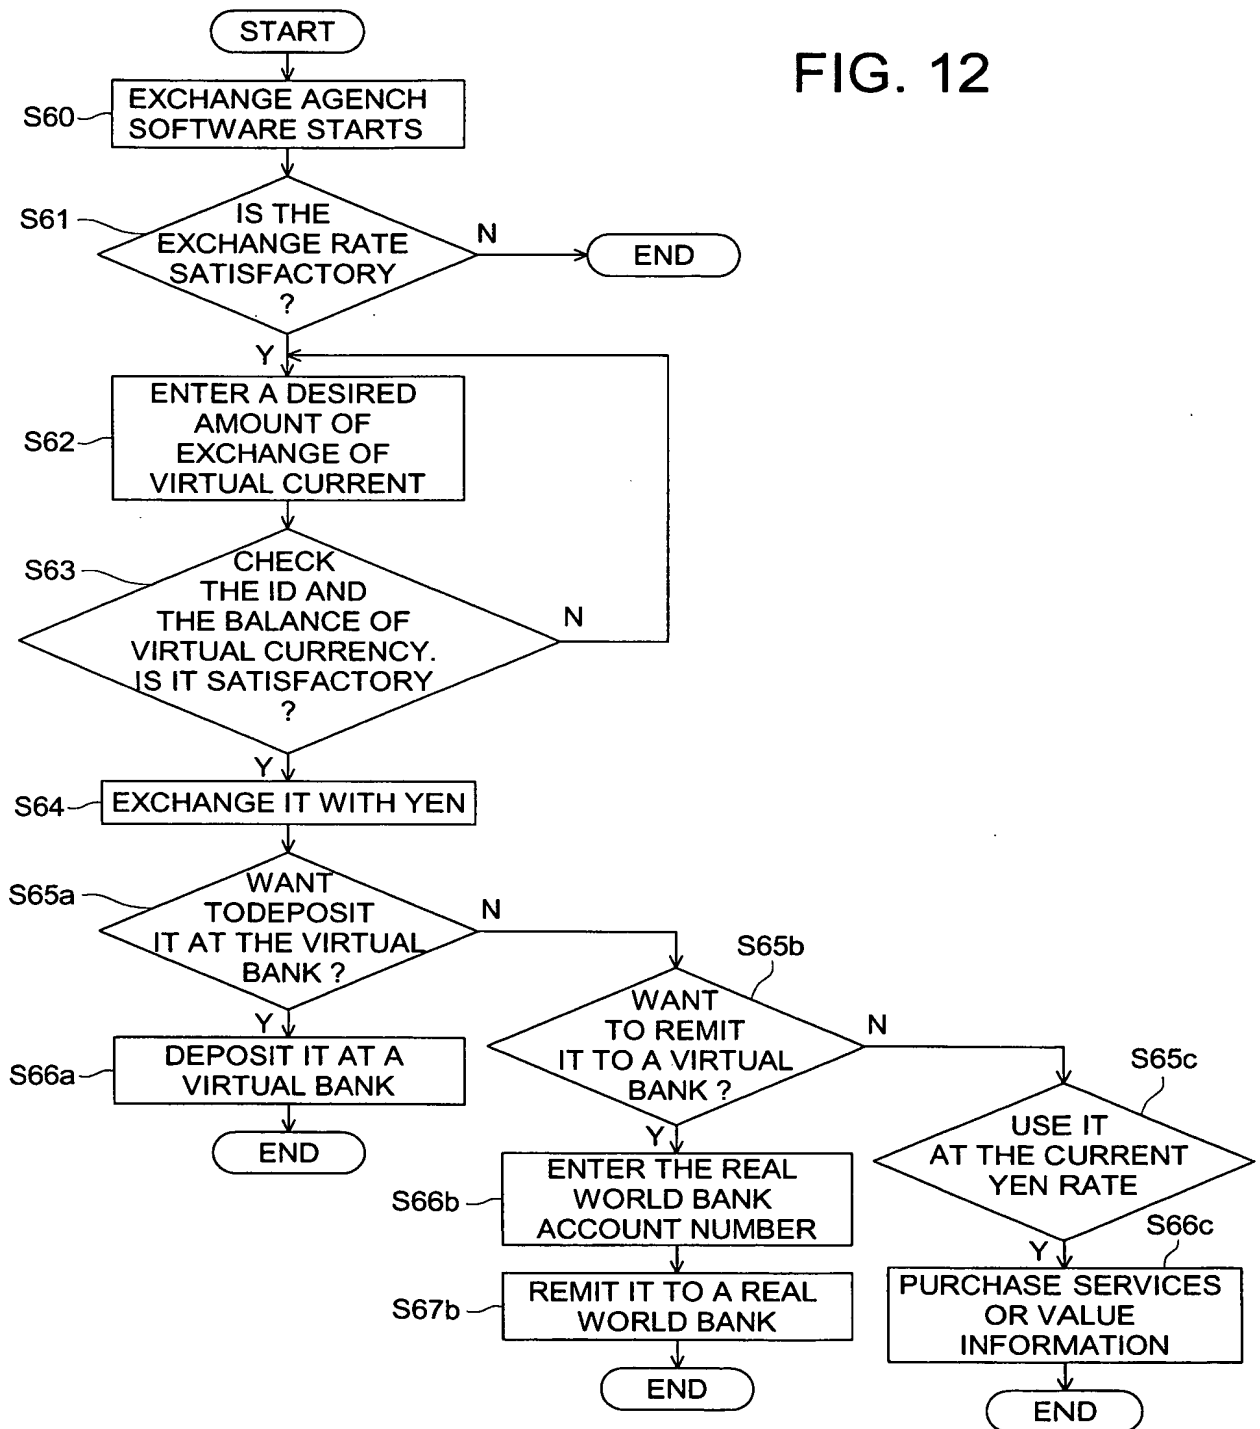 START
FIG. 12
S60
EXCHANGE AGENCH
SOFTWARE STARTS
S61
IS THE
EXCHANGE RATE
SATISFACTORY
?
N
END
Y
S62
ENTER A DESIRED
AMOUNT OF
EXCHANGE OF
VIRTUAL CURRENT
S63
CHECK
THE ID AND
THE BALANCE OF
VIRTUAL CURRENCY.
IS IT SATISFACTORY
?
N
Y
S64
EXCHANGE IT WITH YEN
S65a
WANT
TODEPOSIT
IT AT THE VIRTUAL
BANK ?
N
Y
S66a
DEPOSIT IT AT A
VIRTUAL BANK
END
S65b
WANT
TO REMIT
IT TO A VIRTUAL
BANK ?
N
Y
S66b
ENTER THE REAL
WORLD BANK
ACCOUNT NUMBER
S67b
REMIT IT TO A REAL
WORLD BANK
END
S65c
USE IT
AT THE CURRENT
YEN RATE
Y
S66c
PURCHASE SERVICES
OR VALUE
INFORMATION
END